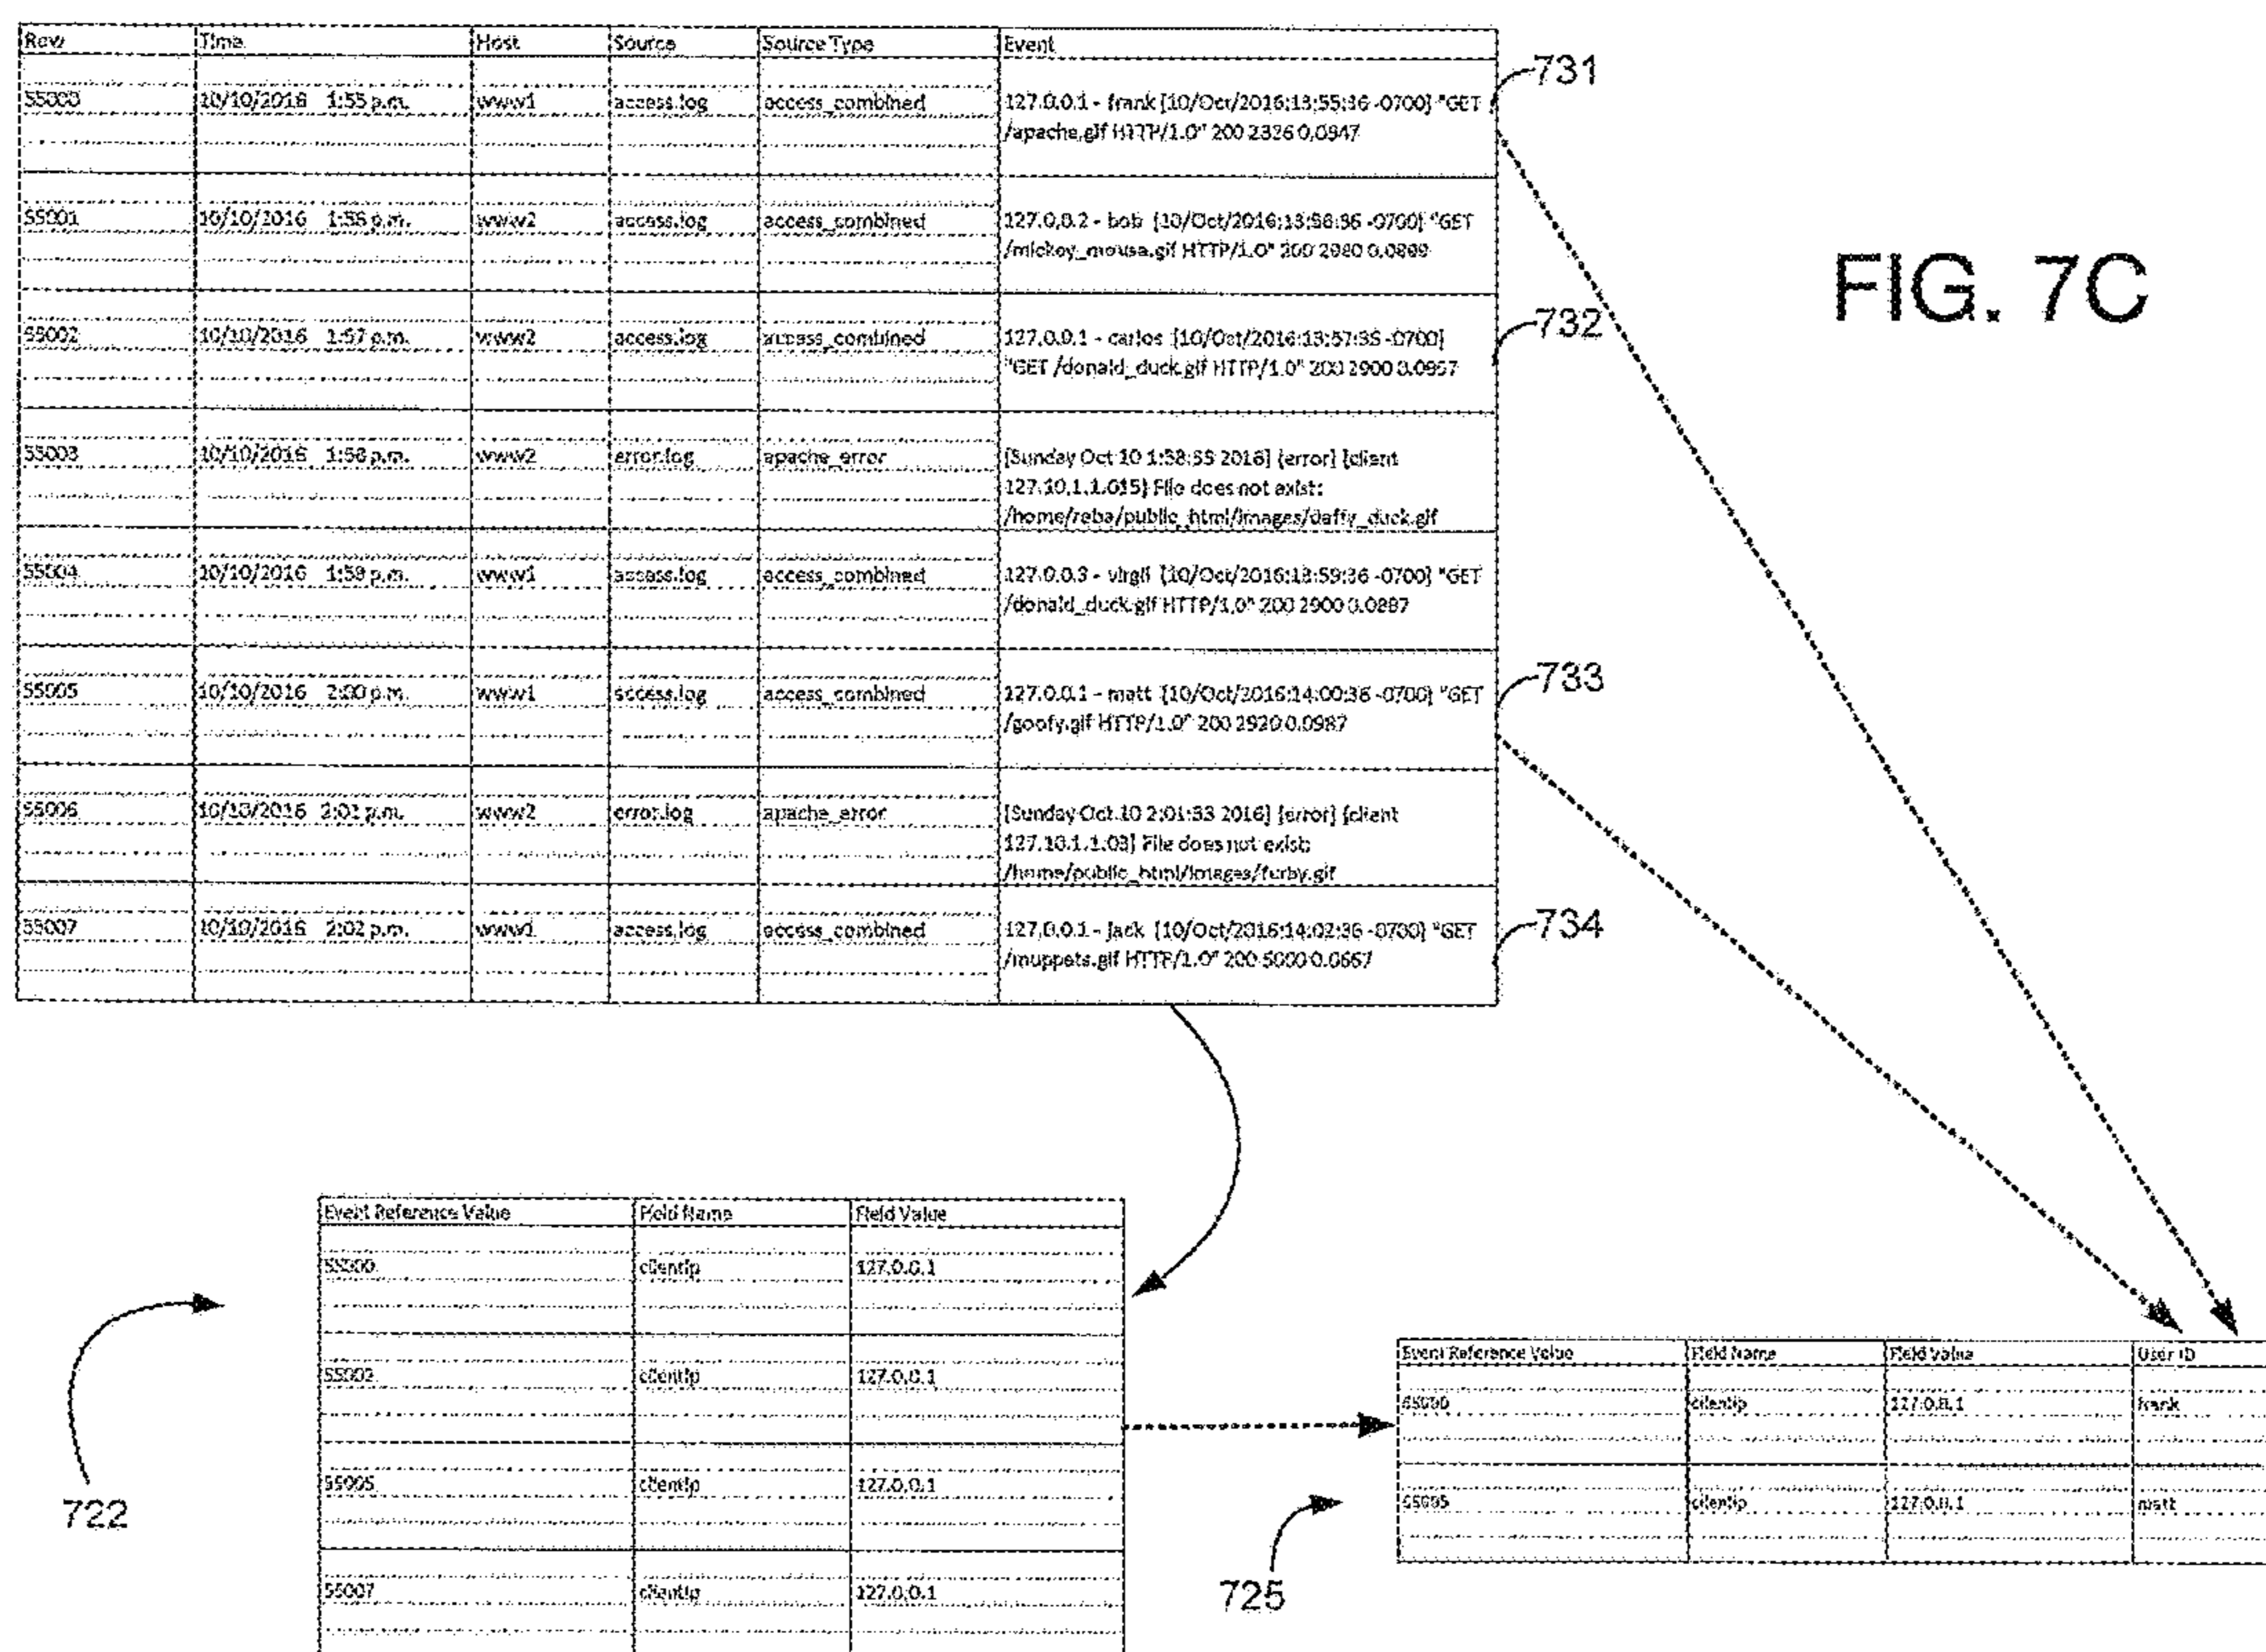 Row Time Host Source Source Type Event
731
55000 10/10/2016 1:55 p.m. www1 access.log access_combined 127.0.0.1 - frank [10/Oct/2016:13:55:36 -0700] "GET
/apache.gif HTTP/1.0" 200 2326 0.0947
55001 10/10/2016 1:56 p.m. www2 access.log access_combined 127.0.0.2 - bob [10/Oct/2016:13:56:36 -0700] "GET
/mickey_mouse.gif HTTP/1.0" 200 2980 0.0899
FIG. 7C
732
55002 10/10/2016 1:57 p.m. www2 access.log access_combined 127.0.0.1 - carlos [10/Oct/2016:13:57:36 -0700]
"GET /donald_duck.gif HTTP/1.0" 200 2900 0.0957
55003 10/10/2016 1:58 p.m. www2 error.log apache_error [Sunday Oct 10 1:58:33 2016] [error] [client
127.10.1.1.015] File does not exist:
/home/reba/public_html/images/daffy_duck.gif
55004 10/10/2016 1:59 p.m. www1 access.log access_combined 127.0.0.3 - virgil [10/Oct/2016:13:59:36 -0700] "GET
/donald_duck.gif HTTP/1.0" 200 2900 0.0887
733
55005 10/10/2016 2:00 p.m. www1 access.log access_combined 127.0.0.1 - matt [10/Oct/2016:14:00:36 -0700] "GET
/goofy.gif HTTP/1.0" 200 2920 0.0987
55006 10/10/2016 2:01 p.m. www2 error.log apache_error [Sunday Oct 10 2:01:33 2016] [error] [client
127.10.1.1.03] File does not exist:
/home/public_html/images/furby.gif
734
55007 10/10/2016 2:02 p.m. www1 access.log access_combined 127.0.0.1 - jack [10/Oct/2016:14:02:36 -0700] "GET
/muppets.gif HTTP/1.0" 200 5000 0.0667
Event Reference Value Field Name Field Value
55000 clientip 127.0.0.1
55002 clientip 127.0.0.1
55005 clientip 127.0.0.1
55007 clientip 127.0.0.1
722
Event Reference Value Field Name Field Value User ID
55000 clientip 127.0.0.1 frank
55005 clientip 127.0.0.1 matt
725